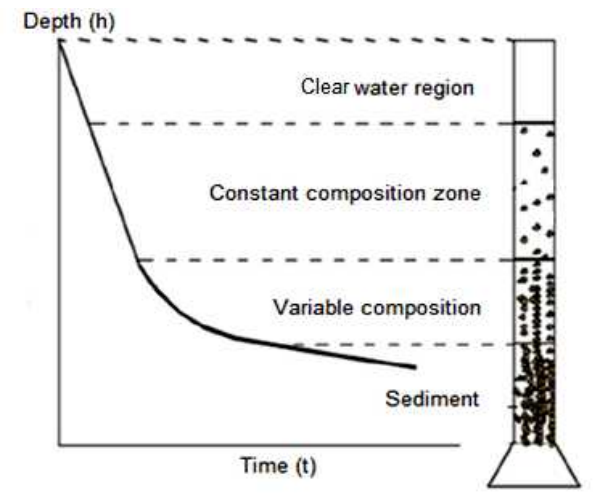 Depth (h)
Clear water region
Constant composition zone
Variable composition
Sediment
Time (t)